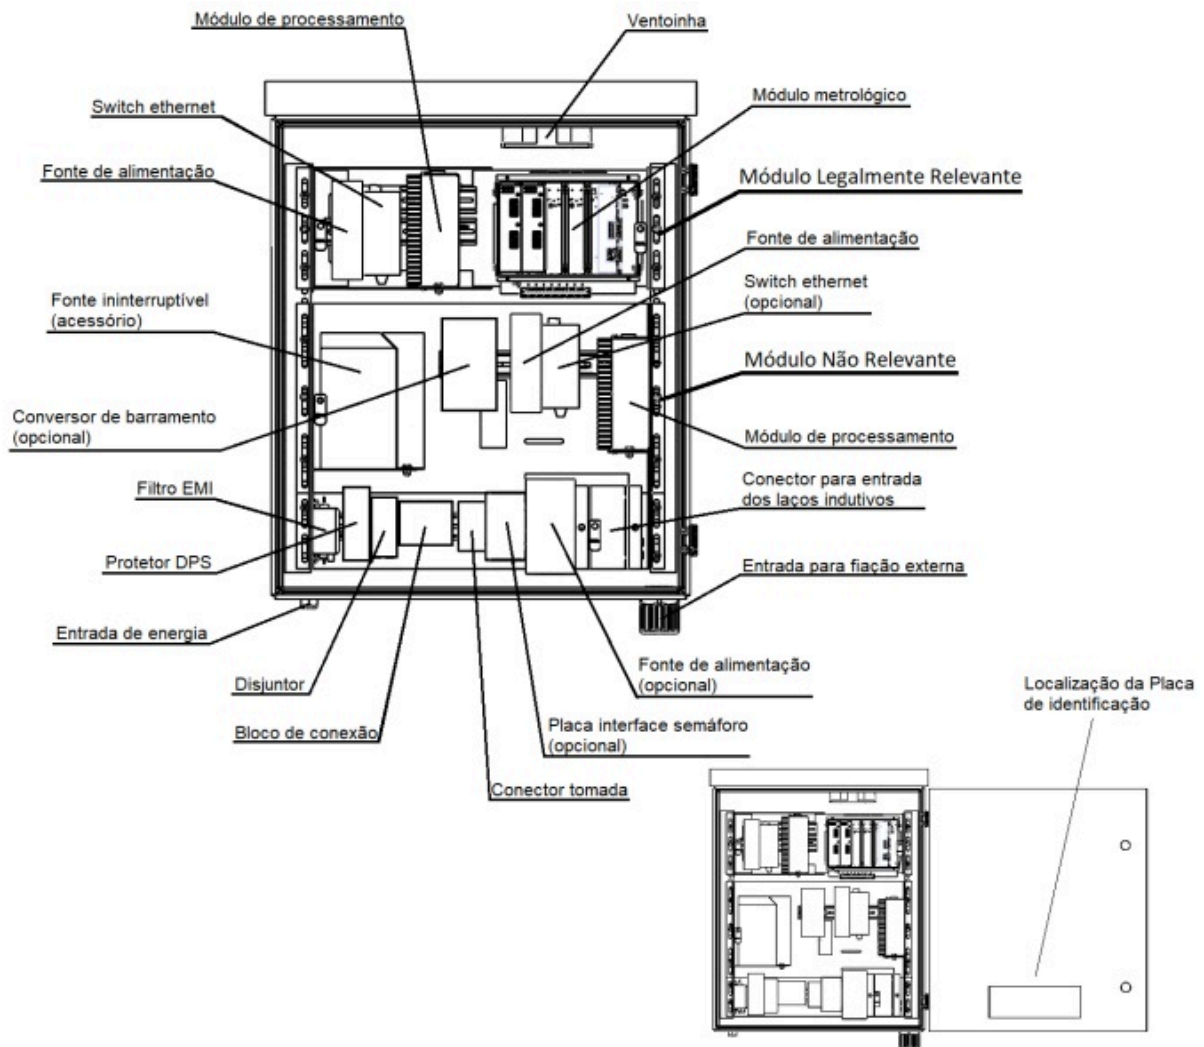 Módulo de processamento
Ventoinha
Switch ethernet
Módulo metrológico
Fonte de alimentação
Módulo Legalmente Relevante
Fonte de alimentação
Switch ethernet
(opcional)
Fonte ininterruptível
(acessório)
Módulo Não Relevante
Conversor de barramento
(opcional)
Módulo de processamento
Filtro EMI
Conector para entrada
dos laços indutivos
Protetor DPS
Entrada para fiação externa
Entrada de energia
Disjuntor
Fonte de alimentação
(opcional)
Localização da Placa
de identificação
Bloco de conexão
Placa interface semáforo
(opcional)
Conector tomada